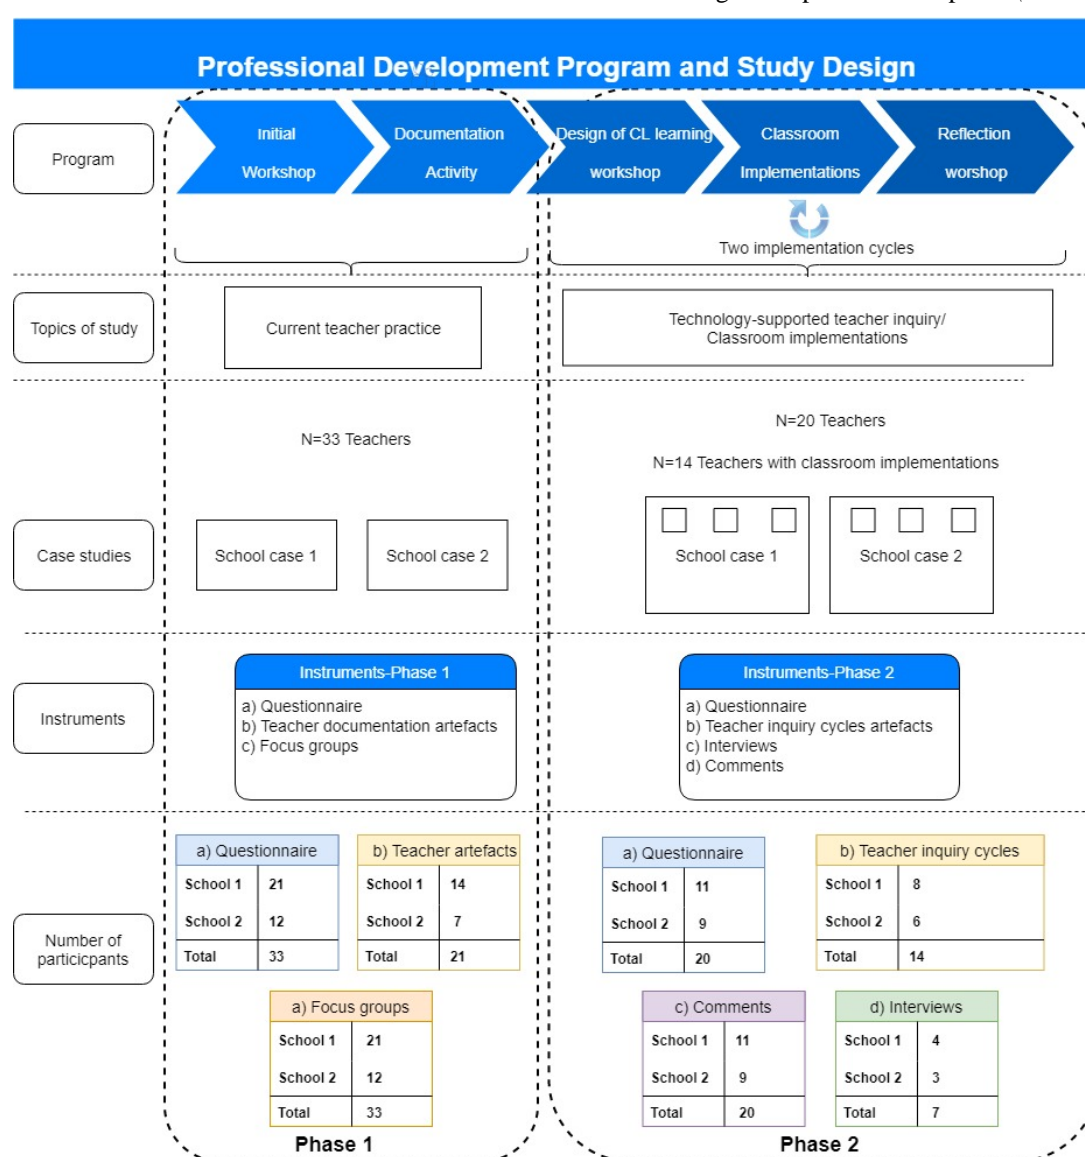 Professional Development Program and Study Design
Program
Initial
Workshop
Documentation
Activity
Design of CL learning
workshop
Classroom
Implementations
Reflection
worshop
Two implementation cycles
Topics of study
Current teacher practice
Technology-supported teacher inquiry/
Classroom implementations
N=33 Teachers
N=20 Teachers
N=14 Teachers with classroom implementations
Case studies
School case 1
School case 2
School case 1
School case 2
Instruments
Instruments-Phase 1
a) Questionnaire
b) Teacher documentation artefacts
c) Focus groups
Instruments-Phase 2
a) Questionnaire
b) Teacher inquiry cycles artefacts
c) Interviews
d) Comments
Number of
particicpants
a) Questionnaire
School 1 21
School 2 12
Total 33
b) Teacher artefacts
School 1 14
School 2 7
Total 21
a) Focus groups
School 1 21
School 2 12
Total 33
a) Questionnaire
School 1 11
School 2 9
Total 20
b) Teacher inquiry cycles
School 1 8
School 2 6
Total 14
c) Comments
School 1 11
School 2 9
Total 20
d) Interviews
School 1 4
School 2 3
Total 7
Phase 1
Phase 2